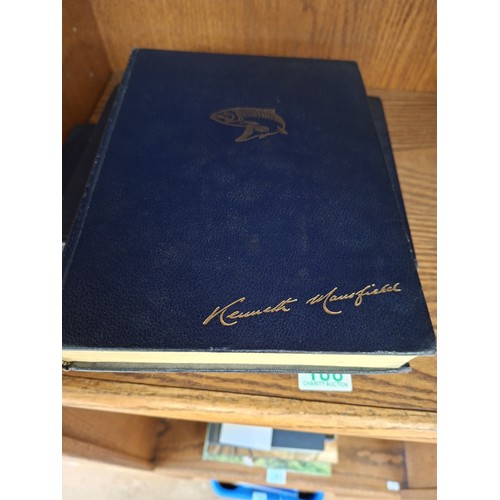 Kenneth Mansfield
100
CHARITY AUCTION